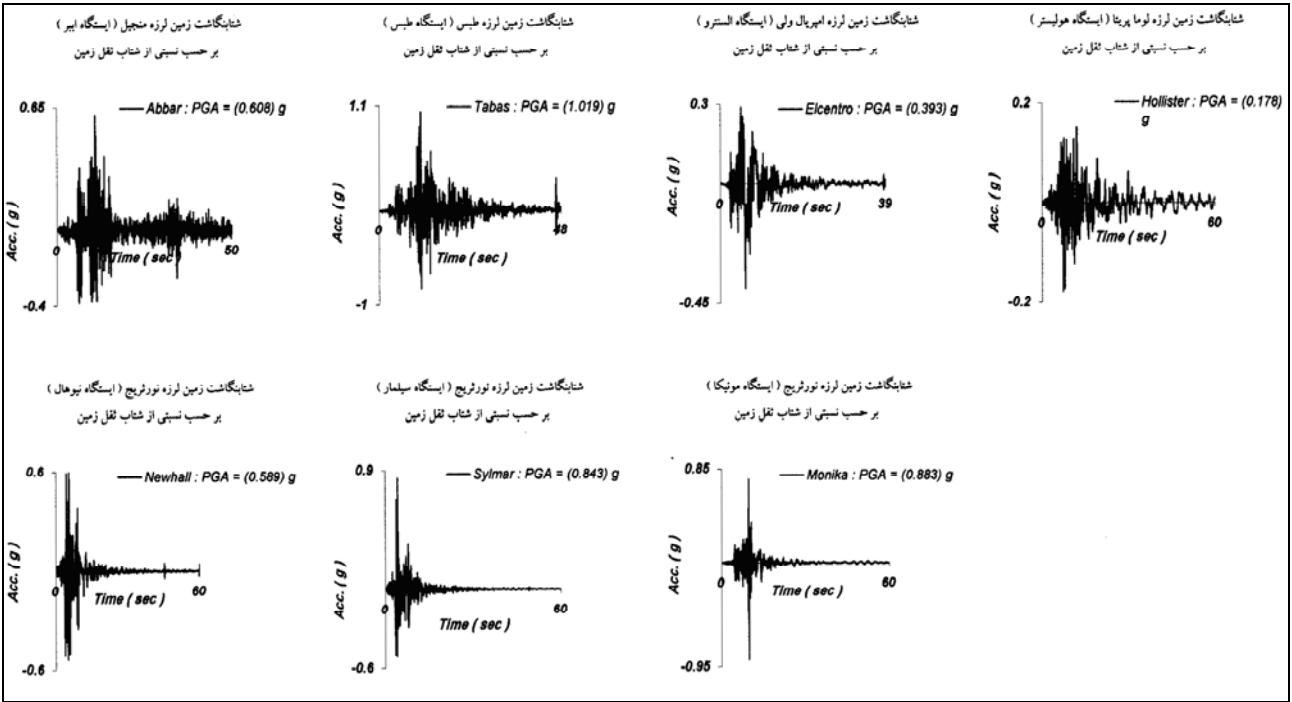 شتابنگاشت زمین لرزه منجیل ( ایستگاه اببر )
بر حسب نسبتی از شتاب ثقل زمین
Abbar : PGA = (0.608) g
0.65
Acc. ( g )
0
50
Time ( sec )
-0.4
شتابنگاشت زمین لرزه طبس ( ایستگاه طبس )
بر حسب نسبتی از شتاب ثقل زمین
Tabas : PGA = (1.019) g
1.1
Acc. ( g )
0
48
Time ( sec )
-1
شتابنگاشت زمین لرزه امپریال ولی ( ایستگاه السنترو )
بر حسب نسبتی از شتاب ثقل زمین
Elcentro : PGA = (0.393) g
0.3
Acc. ( g )
0
39
Time ( sec )
-0.45
شتابنگاشت زمین لرزه لوما پریتا ( ایستگاه هولیستر )
بر حسب نسبتی از شتاب ثقل زمین
Hollister : PGA = (0.178)
g
0.2
Acc. ( g )
0
60
Time ( sec )
-0.2
شتابنگاشت زمین لرزه نورثریج ( ایستگاه نیوهال )
بر حسب نسبتی از شتاب ثقل زمین
Newhall : PGA = (0.589) g
0.6
Acc. ( g )
0
60
Time ( sec )
-0.6
شتابنگاشت زمین لرزه نورثریج ( ایستگاه سیلمار )
بر حسب نسبتی از شتاب ثقل زمین
Sylmar : PGA = (0.843) g
0.9
Acc. ( g )
0
60
Time ( sec )
-0.6
شتابنگاشت زمین لرزه نورثریج ( ایستگاه مونیکا )
بر حسب نسبتی از شتاب ثقل زمین
Monika : PGA = (0.883) g
0.85
Acc. ( g )
0
60
Time ( sec )
-0.95